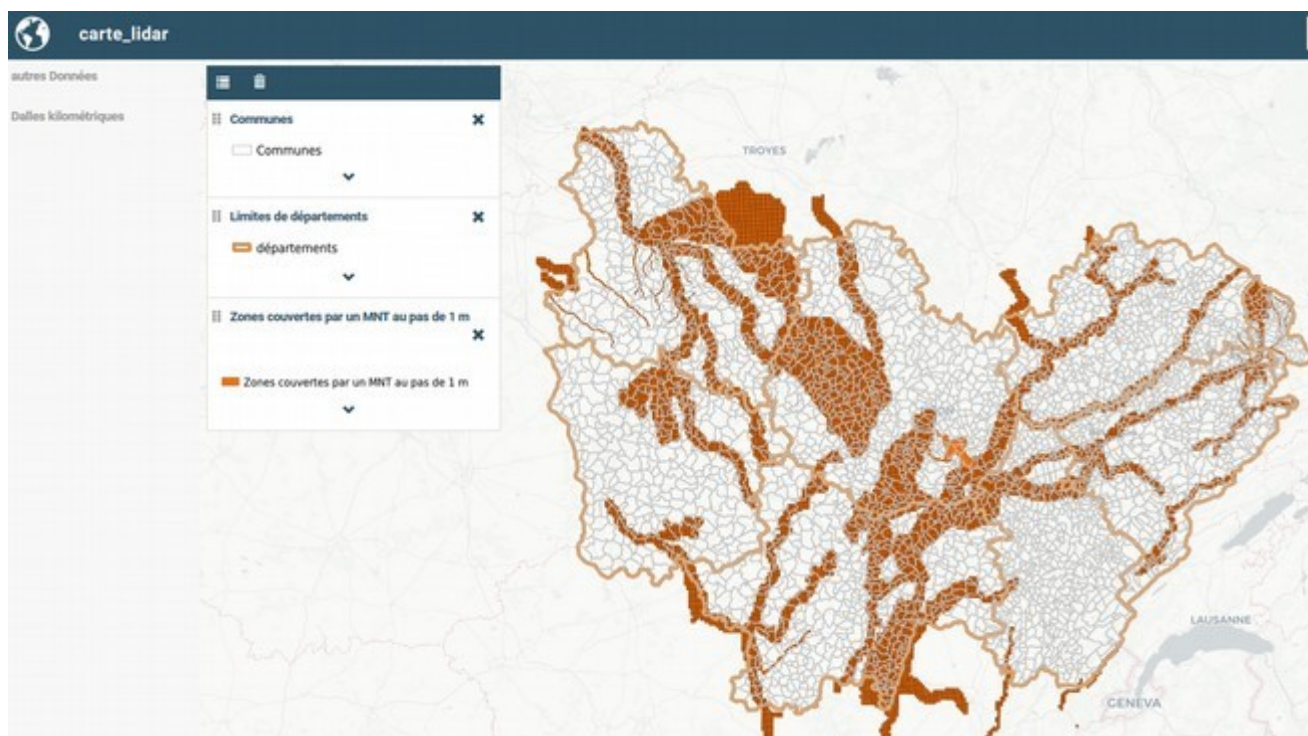 carte_lidar
autres Données
Dalles kilométriques
Communes
Communes
Limites de départements
départements
Zones couvertes par un MNT au pas de 1 m
Zones couvertes par un MNT au pas de 1 m
TROYES
LAUSANNE
GENEVA